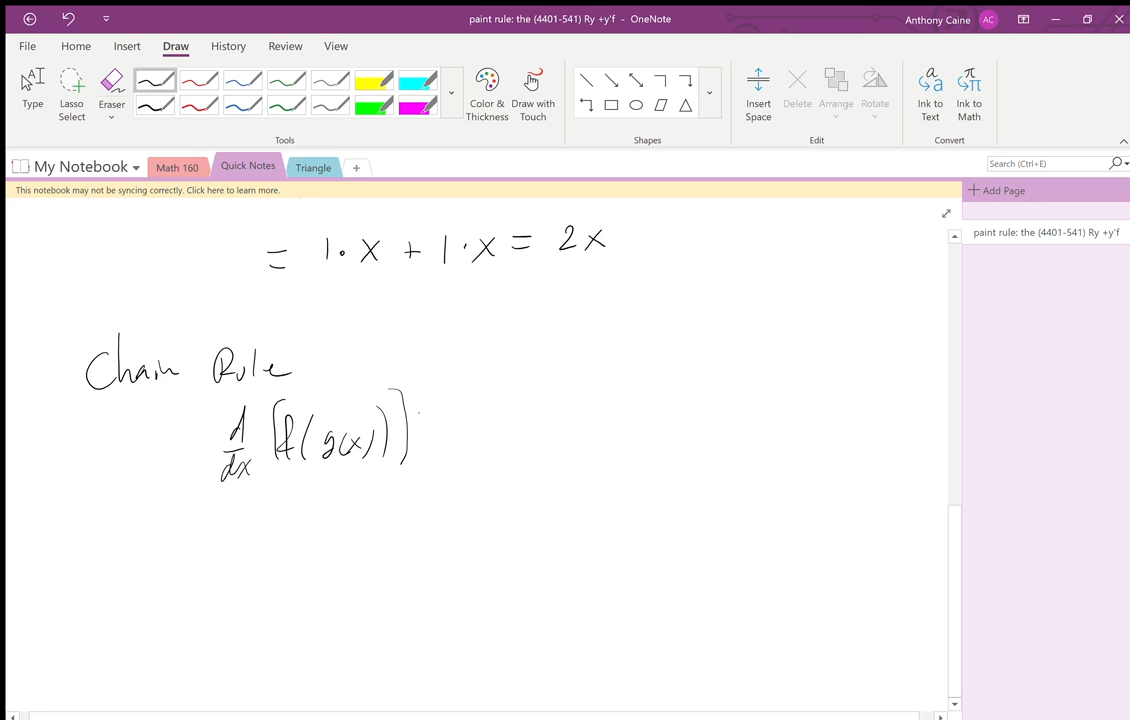 paint rule: the (4401-541) Ry +y'f - OneNote
Anthony Caine AC
File Home Insert Draw History Review View
Type
Lasso Select
Eraser
Color & Thickness
Draw with Touch
Insert Space
Delete
Arrange
Rotate
Ink to Text
Ink to Math
Tools
Shapes
Edit
Convert
My Notebook
Math 160
Quick Notes
Triangle
Search (Ctrl+E)
This notebook may not be syncing correctly. Click here to learn more.
Add Page
paint rule: the (4401-541) Ry +y'f
= 1·x + 1·x = 2x
Chain Rule
d/dx [f(g(x))]